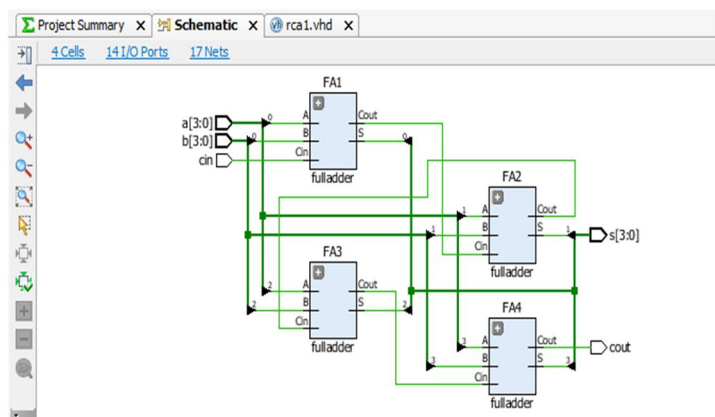 Project Summary x Schematic x rca1.vhd x
4 Cells 14 I/O Ports 17 Nets
FA1
a[3:0] 0 A Cout
b[3:0] 0 B S 0
cin Cin
fulladder
FA2
1 A Cout
1 B S 1 s[3:0]
Cin
fulladder
FA3
2 A Cout
2 B S 2
Cin
fulladder
FA4
3 A Cout cout
3 B S 3
Cin
fulladder